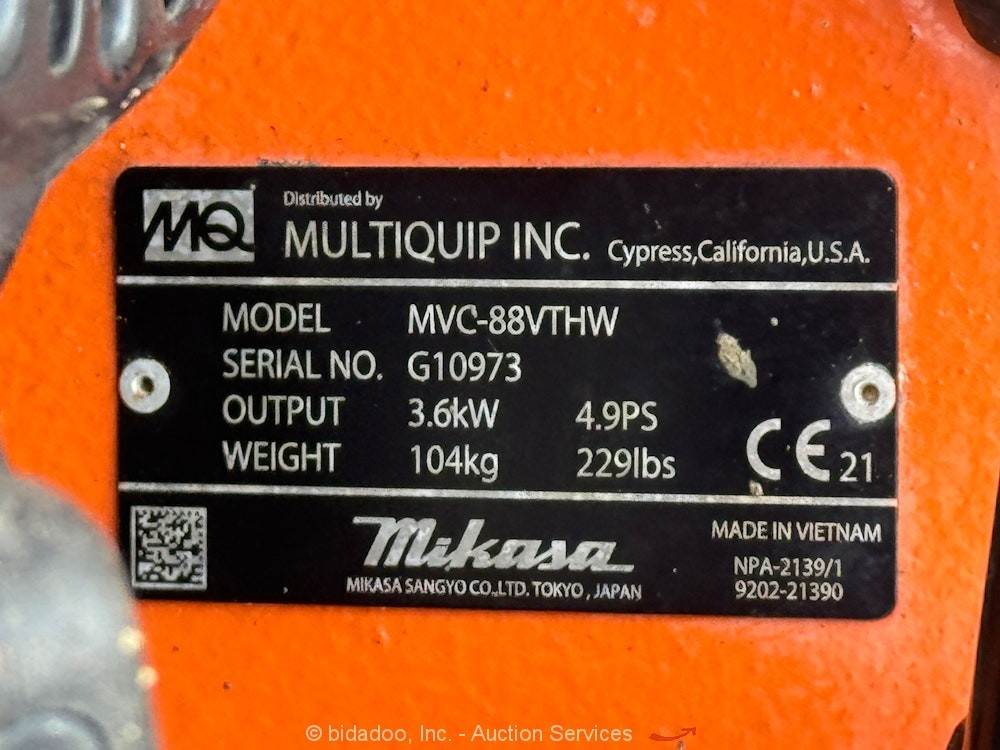 MQ
Distributed by
MULTIQUIP INC. Cypress,California,U.S.A.
MODEL MVC-88VTHW
SERIAL NO. G10973
OUTPUT 3.6kW 4.9PS
WEIGHT 104kg 229lbs
CE 21
Mikasa
MIKASA SANGYO CO.,LTD. TOKYO , JAPAN
MADE IN VIETNAM
NPA-2139/1
9202-21390
© bidadoo, Inc. - Auction Services